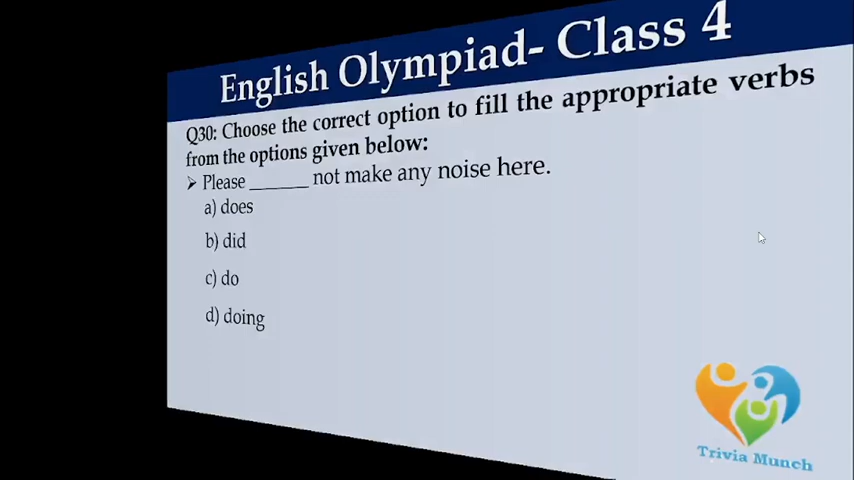 English Olympiad- Class 4
Q30: Choose the correct option to fill the appropriate verbs
from the options given below:
➢ Please ______ not make any noise here.
a) does
b) did
c) do
d) doing
Trivia Munch